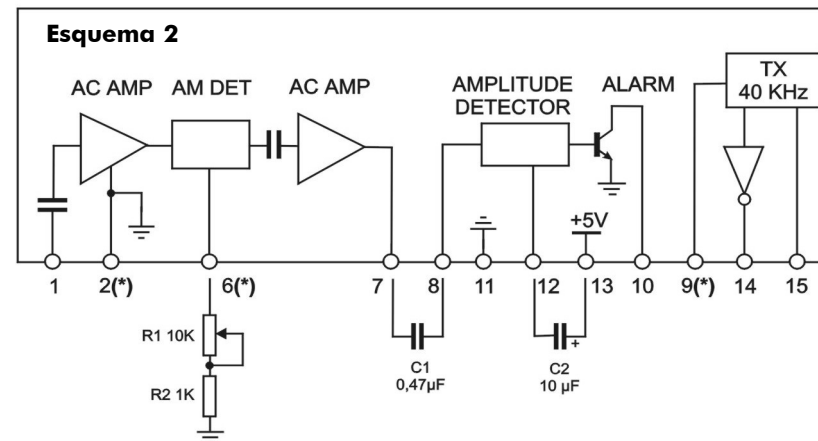 Esquema 2
AC AMP
AM DET
AC AMP
AMPLITUDE
DETECTOR
ALARM
TX
40 KHz
+5V
1
2(*)
6(*)
7
8
11
12
13
10
9(*)
14
15
R1 10K
R2 1K
C1
0,47µF
+
C2
10 µF